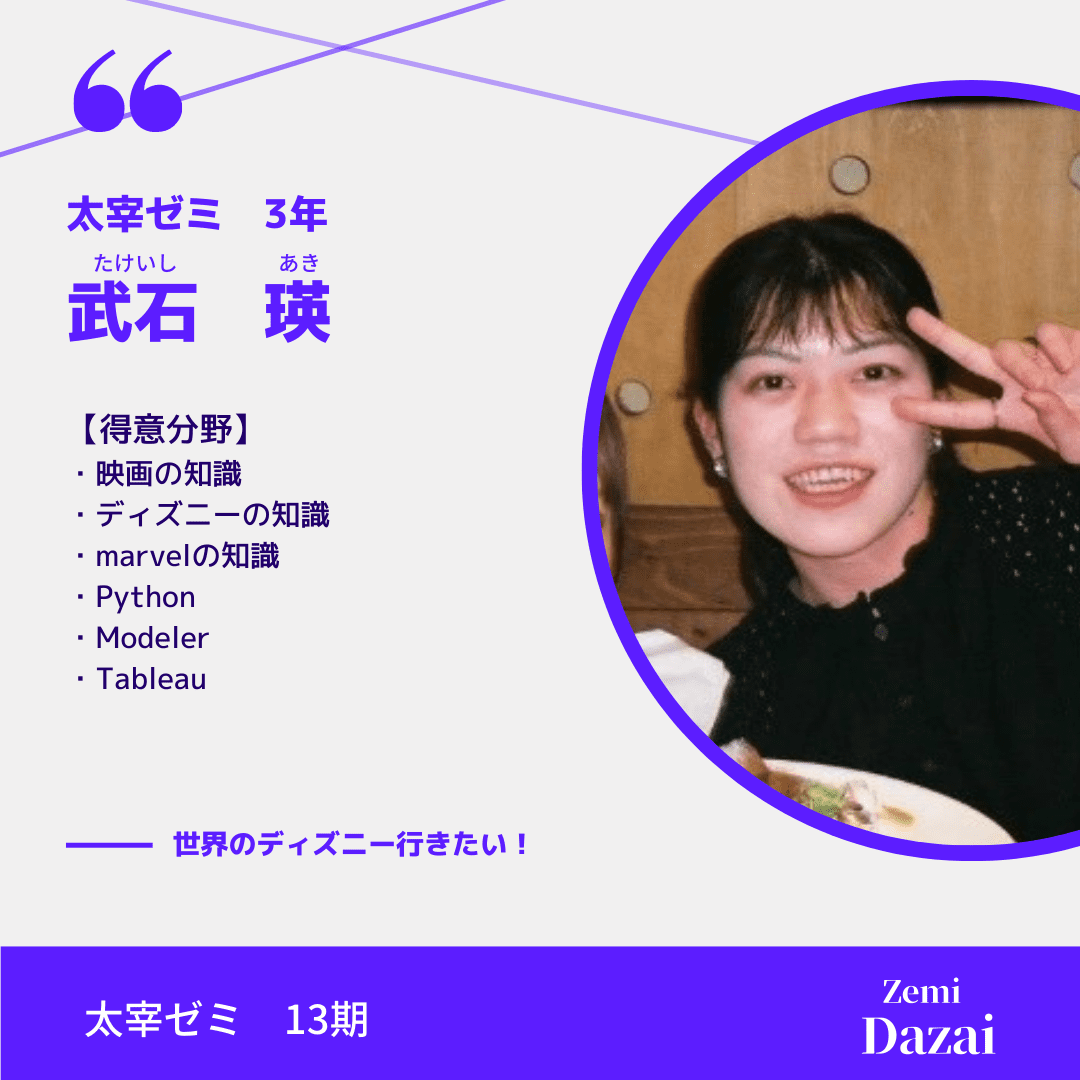 太宰ゼミ　3年
たけいし　あき
武石　瑛
【得意分野】
・映画の知識
・ディズニーの知識
・marvelの知識
・Python
・Modeler
・Tableau
世界のディズニー行きたい！
太宰ゼミ　13期
Zemi
Dazai